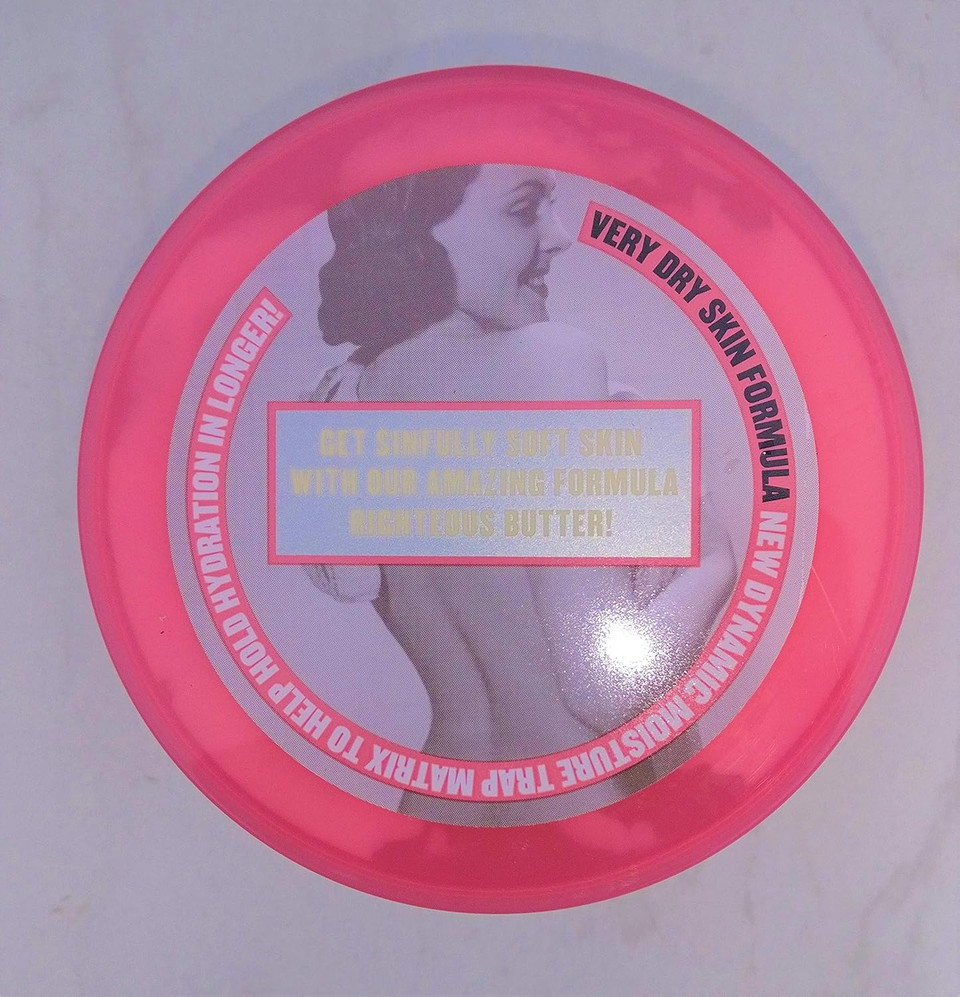 GET SINFULLY SOFT SKIN
WITH OUR AMAZING FORMULA
RIGHTEOUS BUTTER!
VERY DRY SKIN FORMULA NEW DYNAMIC MOISTURE TRAP MATRIX TO HELP HOLD HYDRATION IN LONGER!